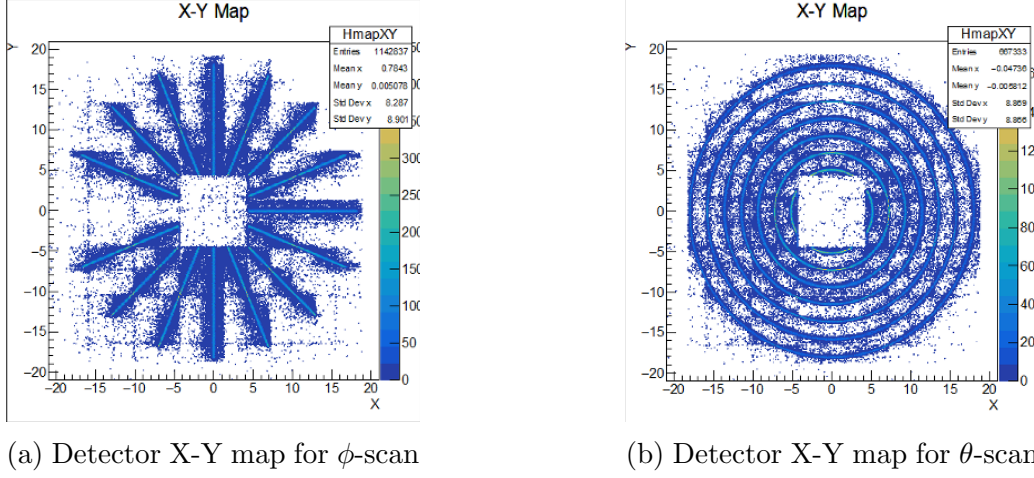 X-Y Map
HmapXY
Entries 1142837
Mean x 0.7843
Mean y 0.005078
Std Dev x 8.287
Std Dev y 8.901
Y
20
15
10
5
0
−5
−10
−15
−20
−20 −15 −10 −5 0 5 10 15 20
X
300
250
200
150
100
50
0
(a) Detector X-Y map for ϕ-scan
X-Y Map
HmapXY
Entries 667333
Mean x −0.04736
Mean y −0.005812
Std Dev x 8.869
Std Dev y 8.866
Y
20
15
10
5
0
−5
−10
−15
−20
−20 −15 −10 −5 0 5 10 15 20
X
120
100
80
60
40
20
0
(b) Detector X-Y map for θ-scan